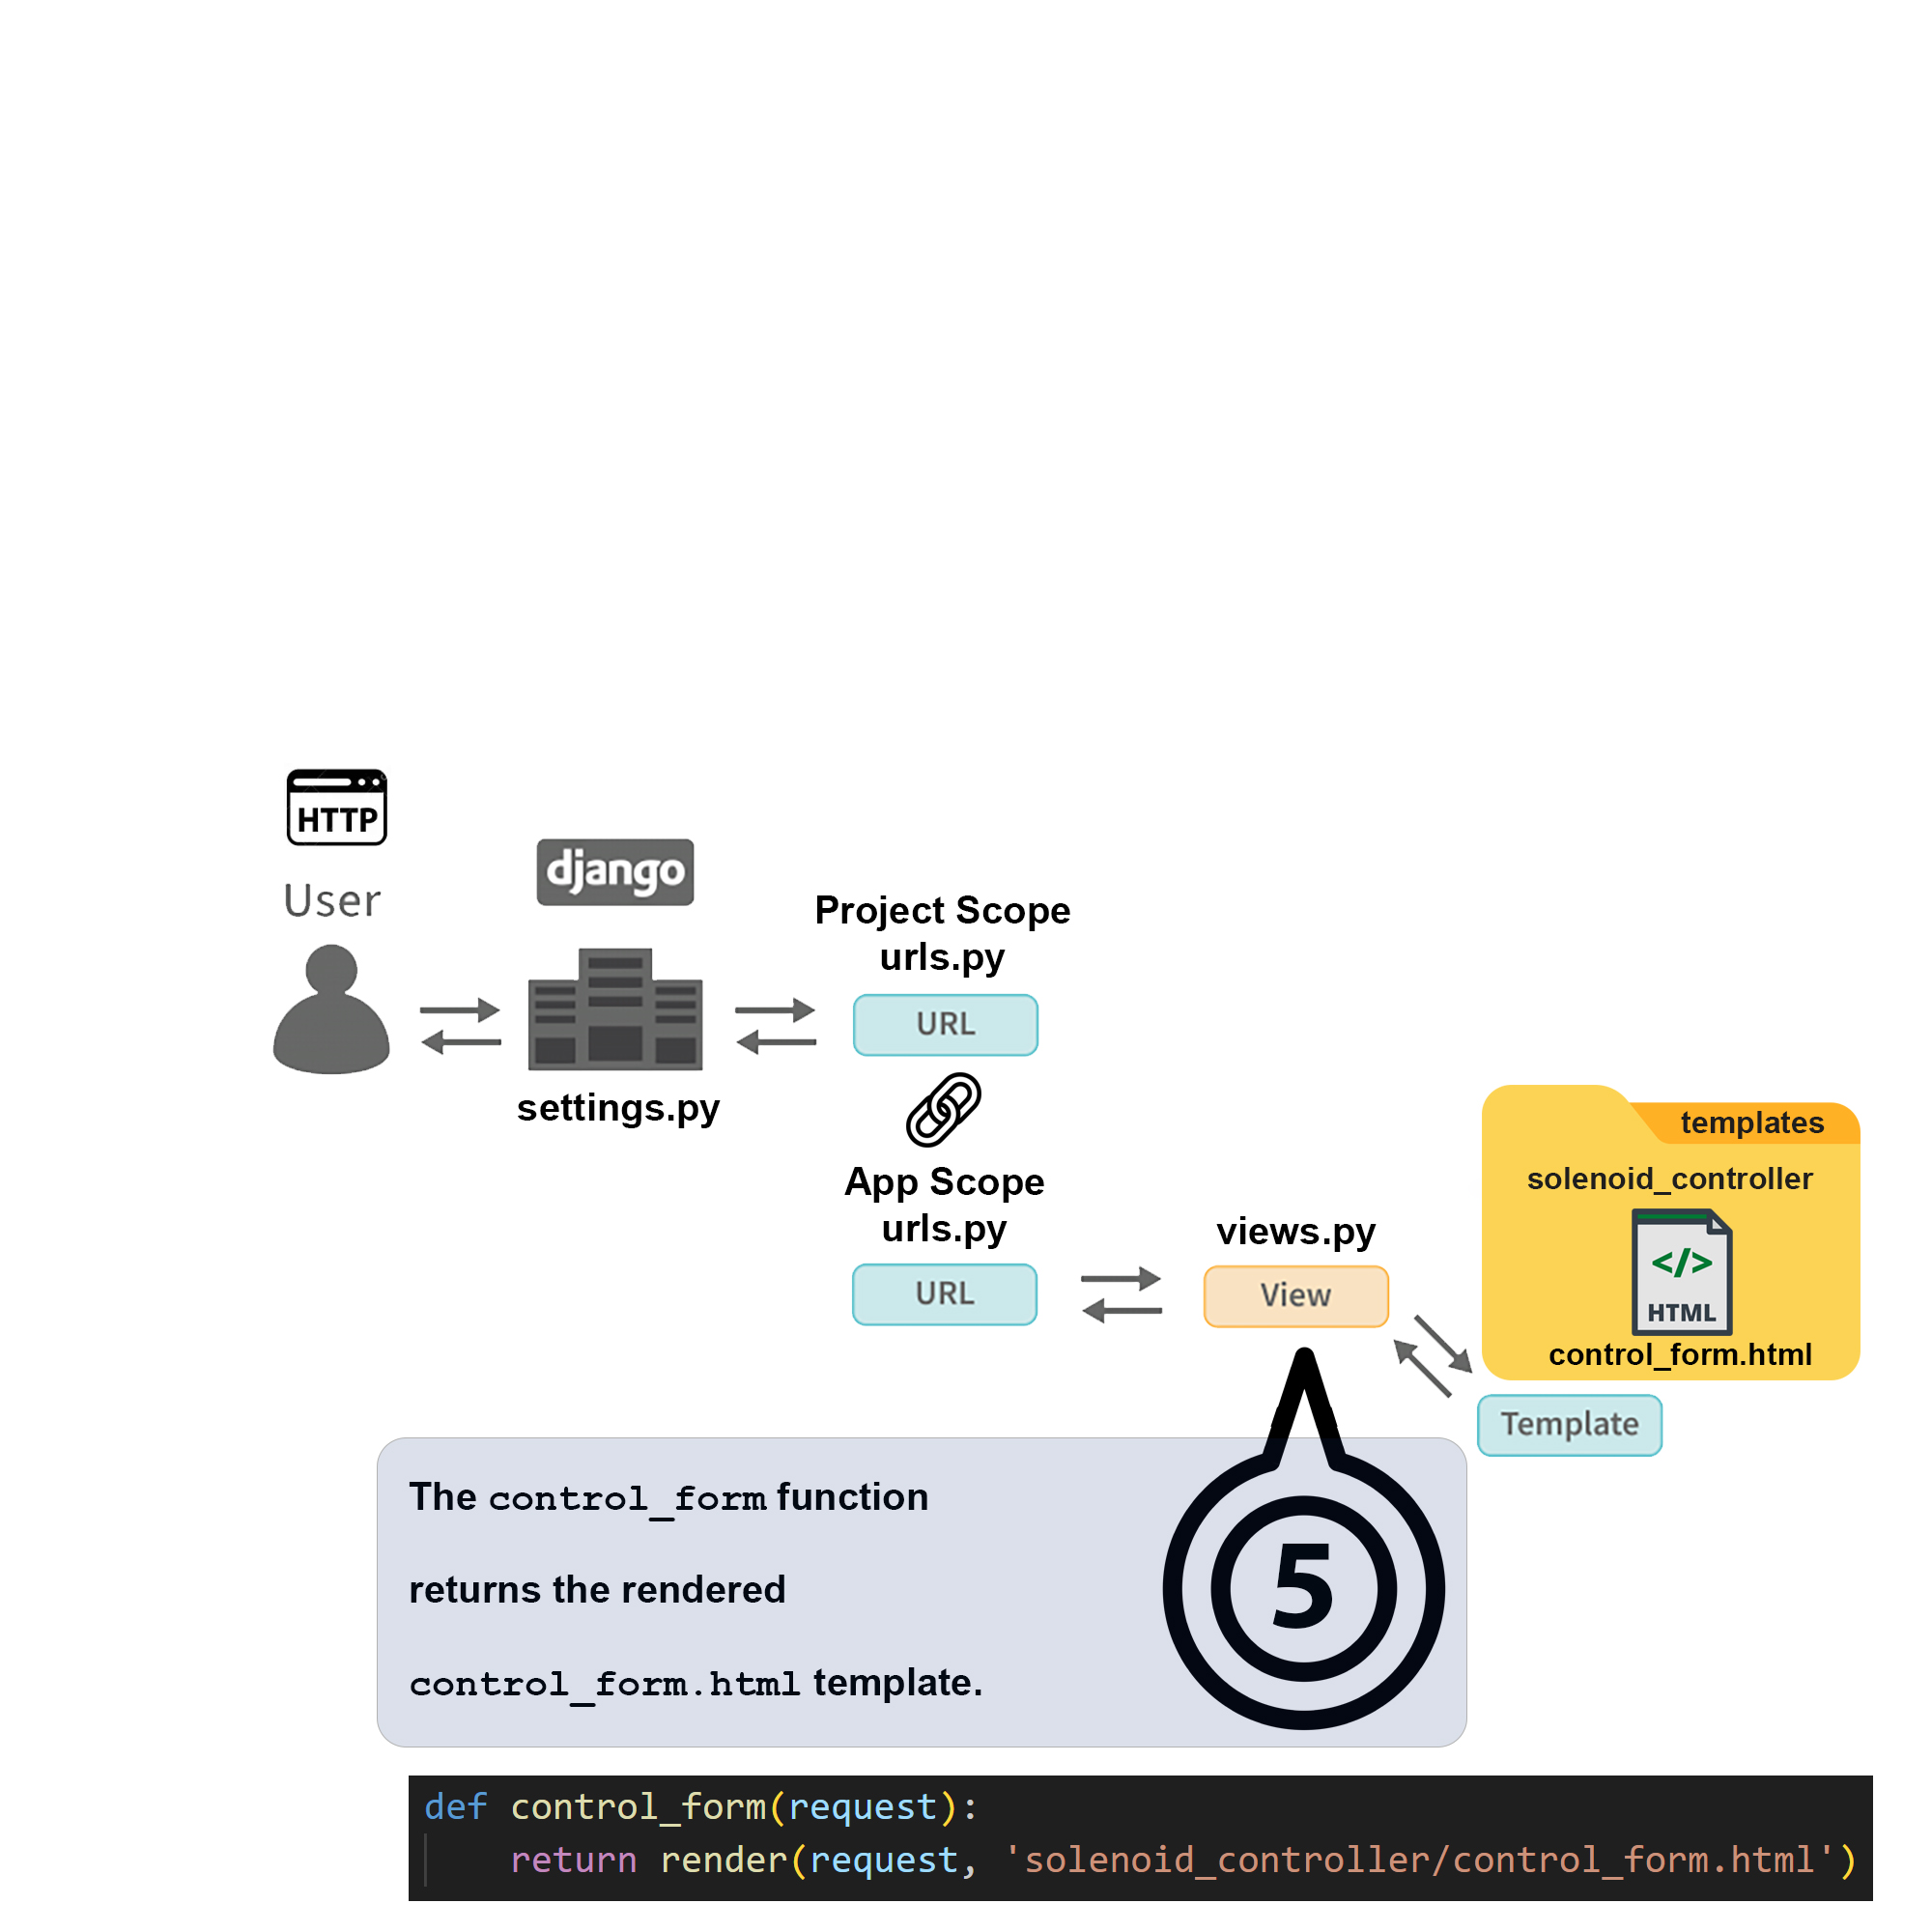 HTTP
User
django
settings.py
Project Scope
urls.py
URL
App Scope
urls.py
URL
views.py
View
templates
solenoid_controller
</>
HTML
control_form.html
Template
The control_form function
returns the rendered
control_form.html template.
5
def control_form(request):
    return render(request, 'solenoid_controller/control_form.html')